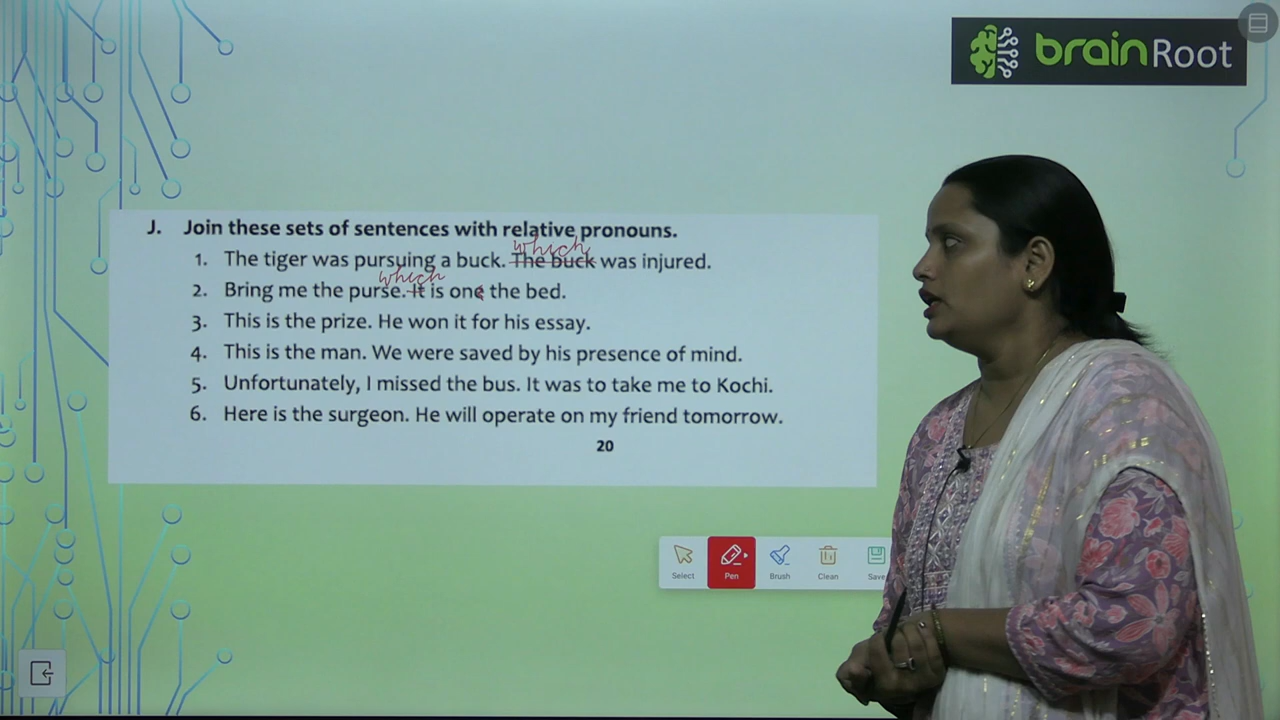 brainRoot
J. Join these sets of sentences with relative pronouns.
which
1. The tiger was pursuing a buck. The buck was injured.
which
2. Bring me the purse. It is one the bed.
3. This is the prize. He won it for his essay.
4. This is the man. We were saved by his presence of mind.
5. Unfortunately, I missed the bus. It was to take me to Kochi.
6. Here is the surgeon. He will operate on my friend tomorrow.
20
Select Pen Brush Clean Save